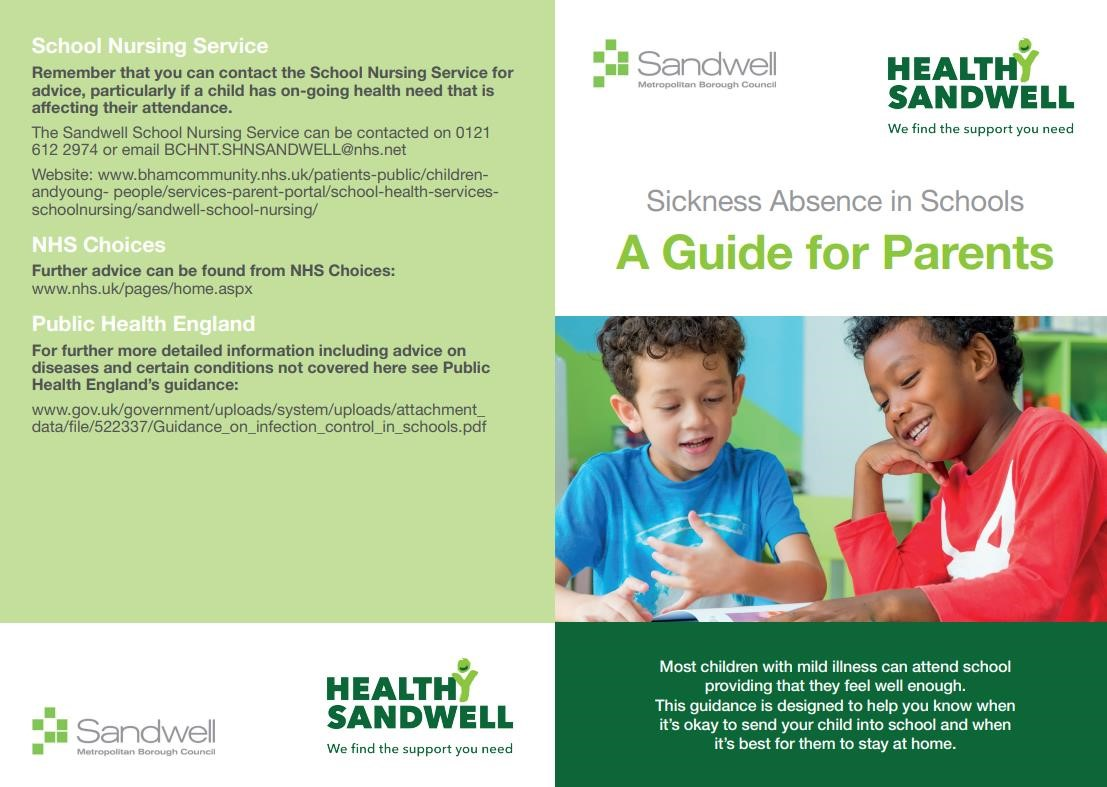 School Nursing Service
Remember that you can contact the School Nursing Service for
advice, particularly if a child has on-going health need that is
affecting their attendance.
The Sandwell School Nursing Service can be contacted on 0121
612 2974 or email BCHNT.SHNSANDWELL@nhs.net
Website: www.bhamcommunity.nhs.uk/patients-public/children-
andyoung- people/services-parent-portal/school-health-services-
schoolnursing/sandwell-school-nursing/
NHS Choices
Further advice can be found from NHS Choices:
www.nhs.uk/pages/home.aspx
Public Health England
For further more detailed information including advice on
diseases and certain conditions not covered here see Public
Health England's guidance:
www.gov.uk/government/uploads/system/uploads/attachment_
data/file/522337/Guidance_on_infection_control_in_schools.pdf
Sandwell
Metropolitan Borough Council
HEALTHY
SANDWELL
We find the support you need
Sandwell
Metropolitan Borough Council
HEALTHY
SANDWELL
We find the support you need
Sickness Absence in Schools
A Guide for Parents
Most children with mild illness can attend school
providing that they feel well enough.
This guidance is designed to help you know when
it's okay to send your child into school and when
it's best for them to stay at home.